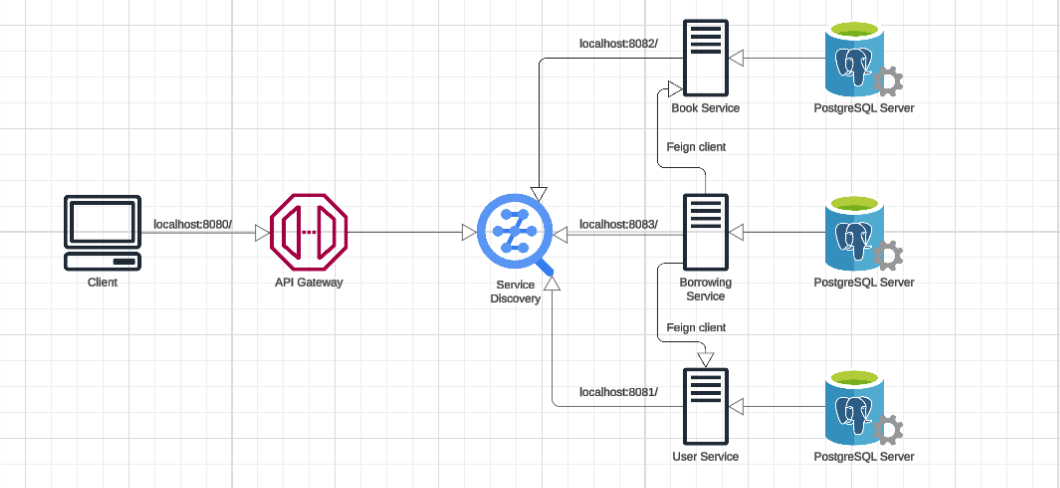 localhost:8082/
Book Service
PostgreSQL Server
Feign client
localhost:8080/
Client
API Gateway
Service
Discovery
localhost:8083/
Borrowing
Service
PostgreSQL Server
Feign client
localhost:8081/
User Service
PostgreSQL Server